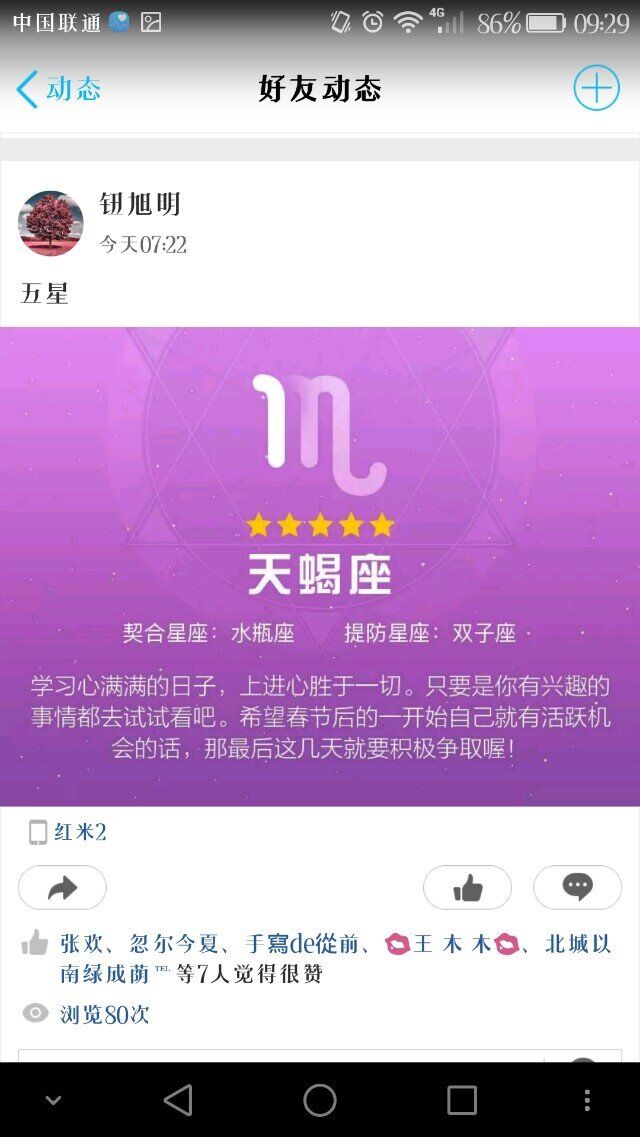 中国联通 4G 86% 09:29
动态 好友动态
钮旭明
今天07:22
五星
天蝎座
契合星座：水瓶座 提防星座：双子座
学习心满满的日子，上进心胜于一切。只要是你有兴趣的
事情都去试试看吧。希望春节后的一开始自己就有活跃机
会的话，那最后这几天就要积极争取喔！
红米2
张欢、忽尔今夏、手寫de從前、💋王 木 木💋、北城以
南绿成荫℡等7人觉得很赞
浏览80次